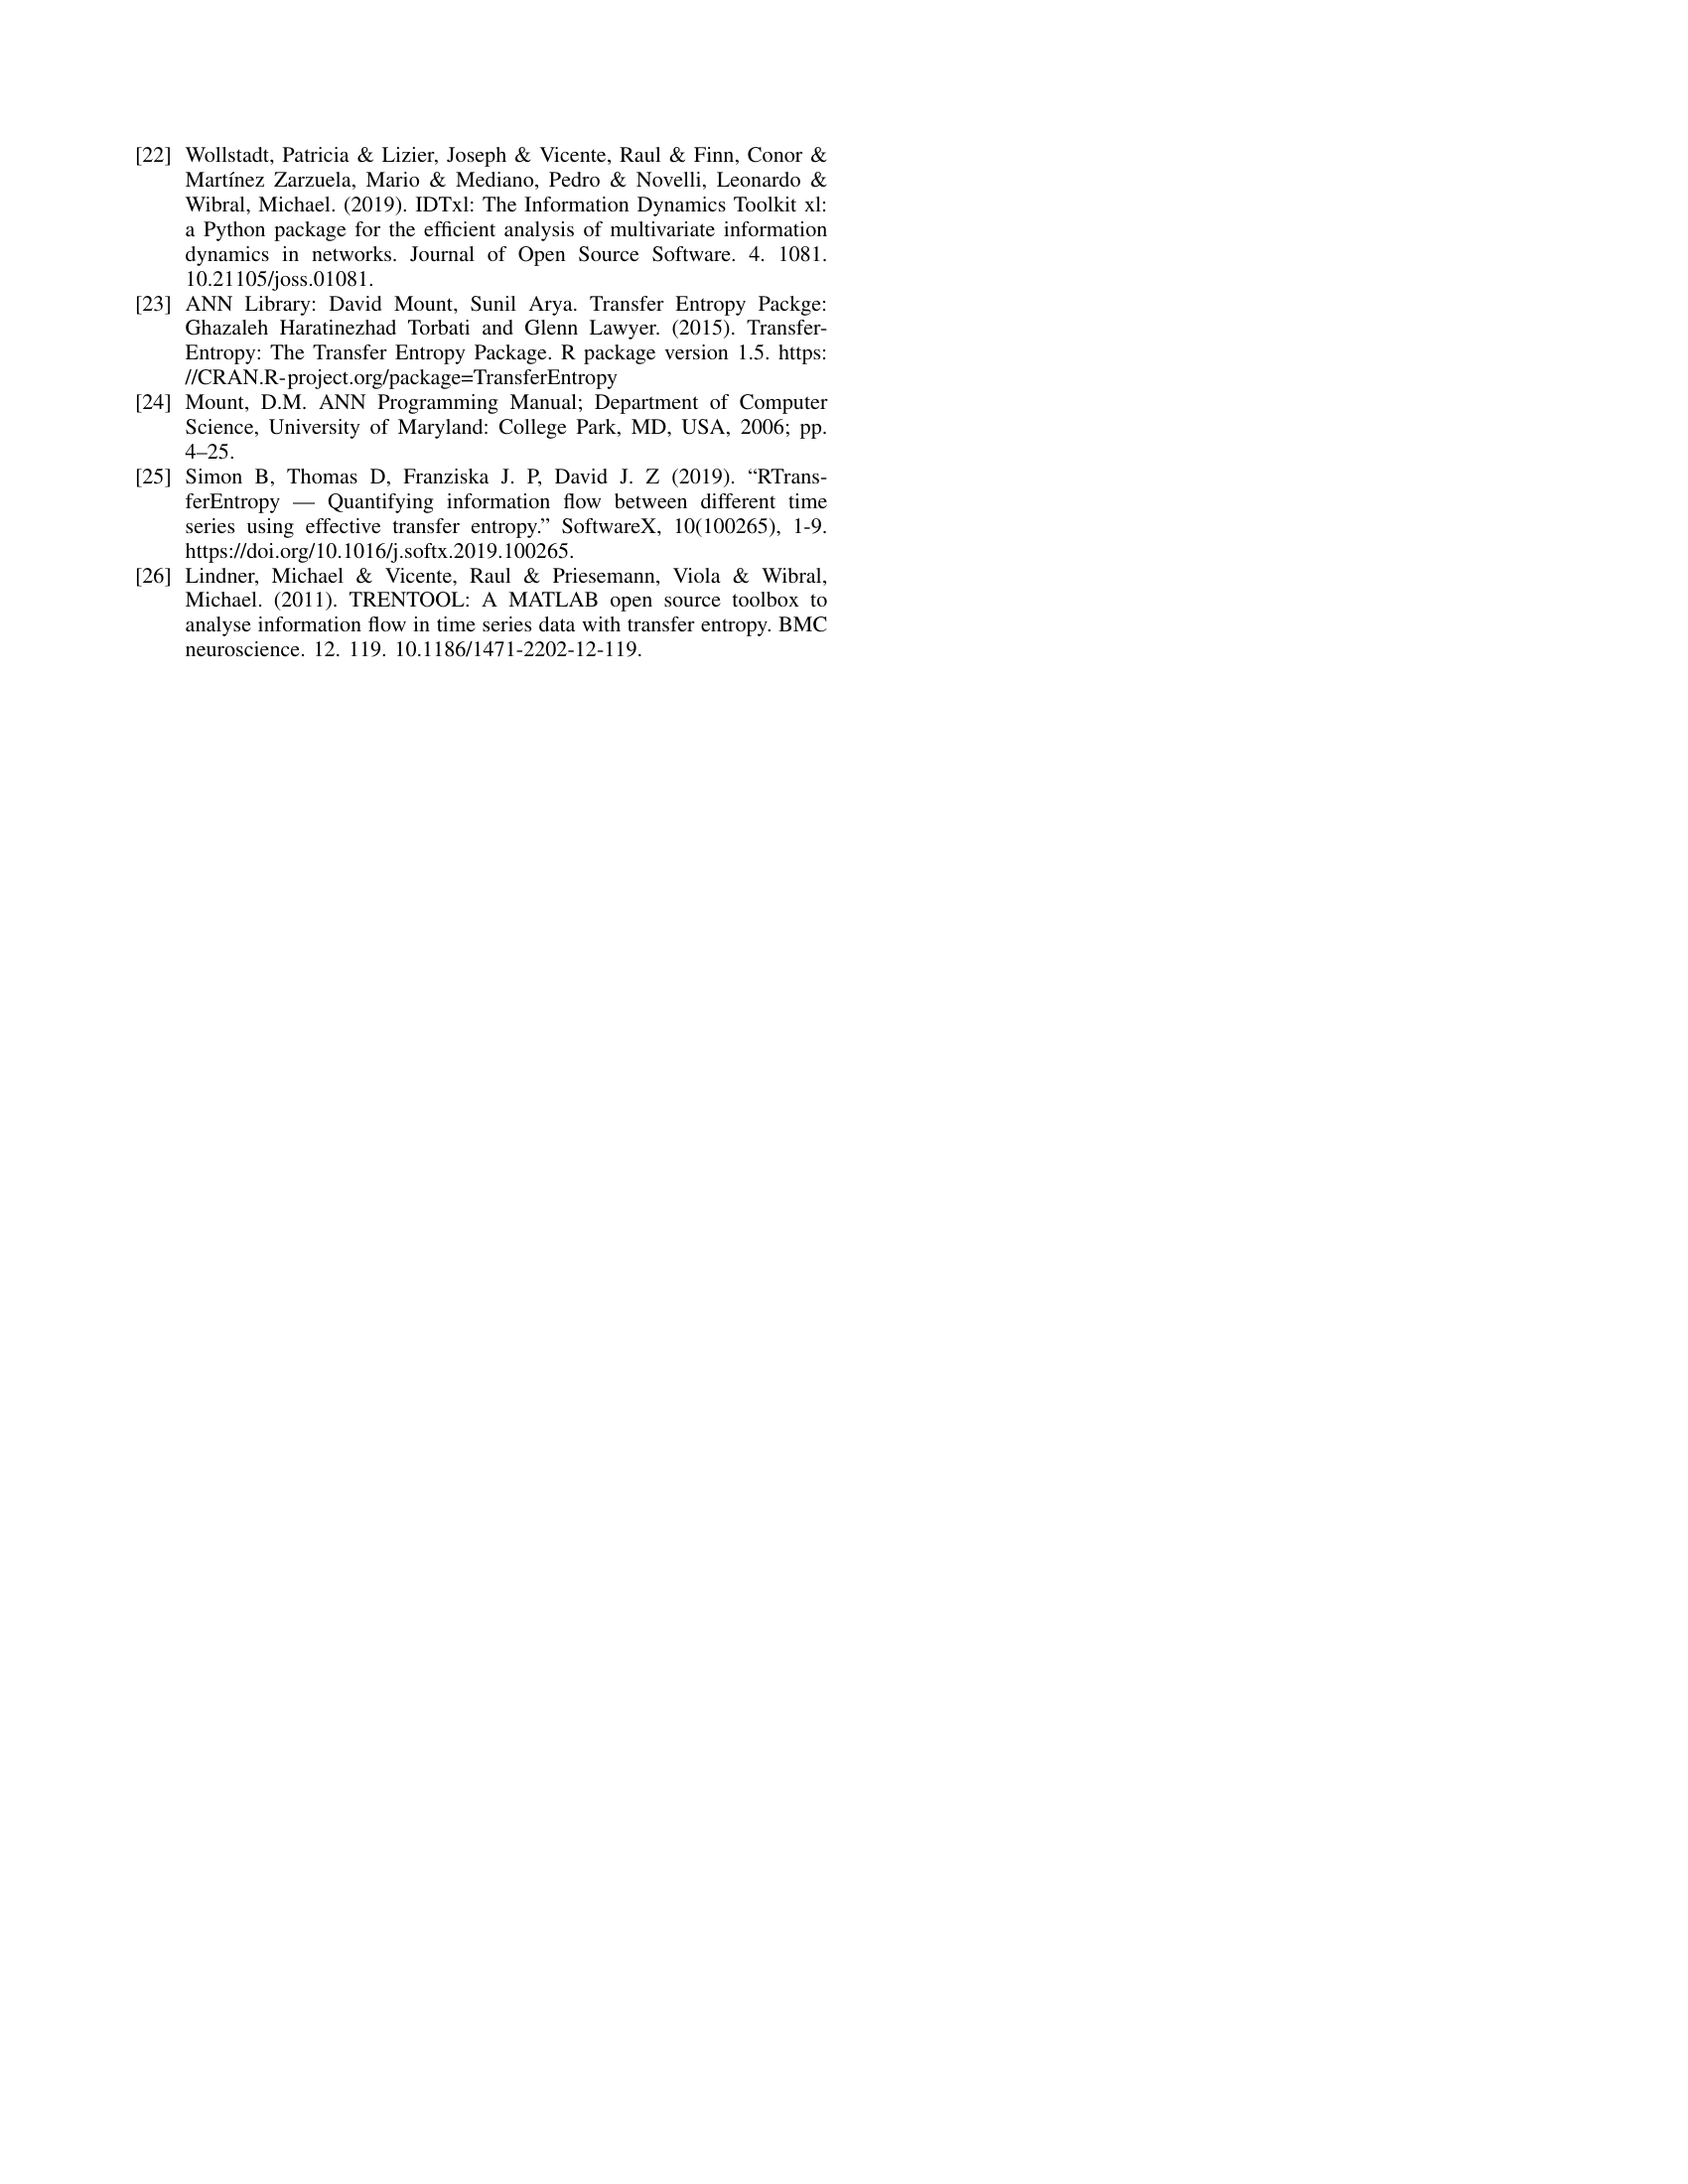 [22] Wollstadt, Patricia & Lizier, Joseph & Vicente, Raul & Finn, Conor &
Martínez Zarzuela, Mario & Mediano, Pedro & Novelli, Leonardo &
Wibral, Michael. (2019). IDTxl: The Information Dynamics Toolkit xl:
a Python package for the efficient analysis of multivariate information
dynamics in networks. Journal of Open Source Software. 4. 1081.
10.21105/joss.01081.
[23] ANN Library: David Mount, Sunil Arya. Transfer Entropy Packge:
Ghazaleh Haratinezhad Torbati and Glenn Lawyer. (2015). Transfer-
Entropy: The Transfer Entropy Package. R package version 1.5. https:
//CRAN.R-project.org/package=TransferEntropy
[24] Mount, D.M. ANN Programming Manual; Department of Computer
Science, University of Maryland: College Park, MD, USA, 2006; pp.
4–25.
[25] Simon B, Thomas D, Franziska J. P, David J. Z (2019). “RTrans-
ferEntropy — Quantifying information flow between different time
series using effective transfer entropy.” SoftwareX, 10(100265), 1-9.
https://doi.org/10.1016/j.softx.2019.100265.
[26] Lindner, Michael & Vicente, Raul & Priesemann, Viola & Wibral,
Michael. (2011). TRENTOOL: A MATLAB open source toolbox to
analyse information flow in time series data with transfer entropy. BMC
neuroscience. 12. 119. 10.1186/1471-2202-12-119.